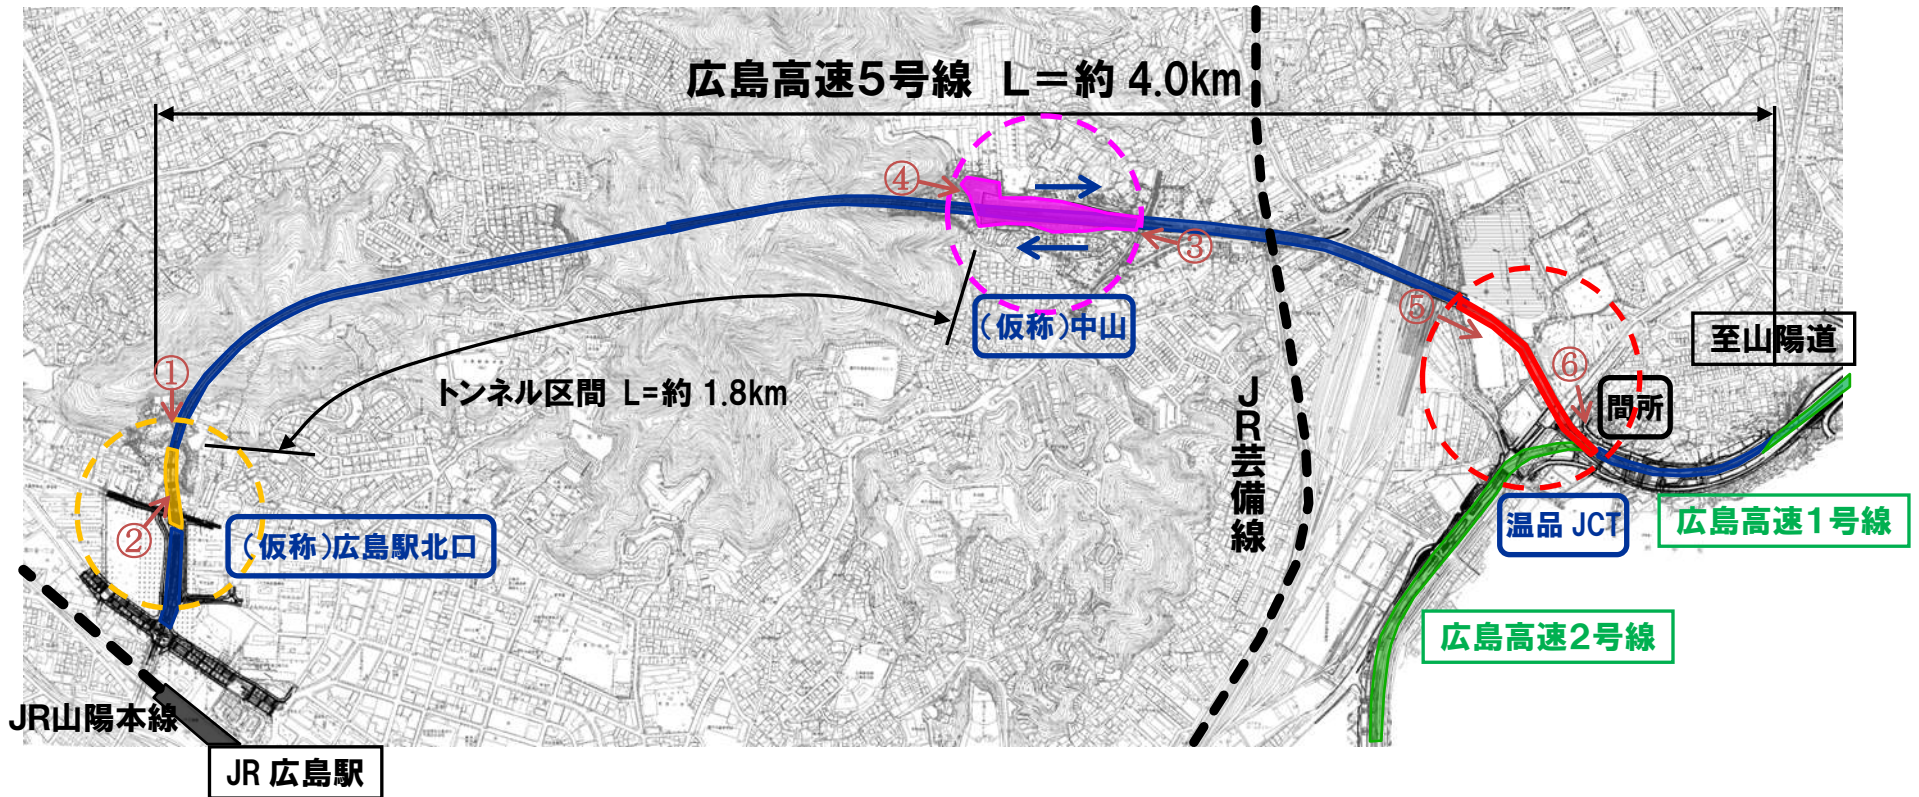 広島高速5号線 L＝約 4.0km
④
③
（仮称）中山
⑤
至山陽道
①
⑥
トンネル区間 L=約 1.8km
JR芸備線
間所
②
（仮称）広島駅北口
温品 JCT
広島高速1号線
広島高速2号線
JR山陽本線
JR 広島駅